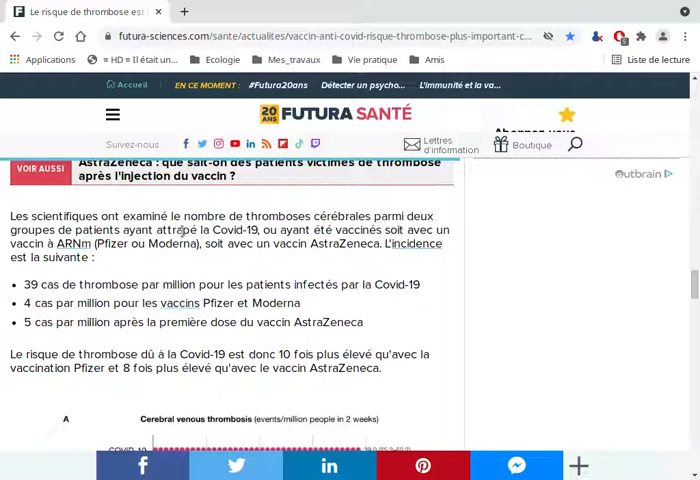 Le risque de thrombose est
futura-sciences.com/sante/actualites/vaccin-anti-covid-risque-thrombose-plus-important-c...
Applications
= HD = Il était u...
Ecologie
Mes_travaux
Vie pratique
Amis
Liste de lecture
Accueil
EN CE MOMENT :
#Futura20ans
Détecter un psycho...
L'immunité et la va...
20 ANS FUTURA SANTÉ
Suivez-nous
Lettres d'information
Boutique
VOIR AUSSI
AstraZeneca : que sait-on des patients victimes de thrombose
après l'injection du vaccin ?
Outbrain
Les scientifiques ont examiné le nombre de thromboses cérébrales parmi deux
groupes de patients ayant attrapé la Covid-19, ou ayant été vaccinés soit avec un
vaccin à ARNm (Pfizer ou Moderna), soit avec un vaccin AstraZeneca. L'incidence
est la suivante :
• 39 cas de thrombose par million pour les patients infectés par la Covid-19
• 4 cas par million pour les vaccins Pfizer et Moderna
• 5 cas par million après la première dose du vaccin AstraZeneca
Le risque de thrombose dû à la Covid-19 est donc 10 fois plus élevé qu'avec la
vaccination Pfizer et 8 fois plus élevé qu'avec le vaccin AstraZeneca.
A
Cerebral venous thrombosis (events/million people in 2 weeks)
COVID-19